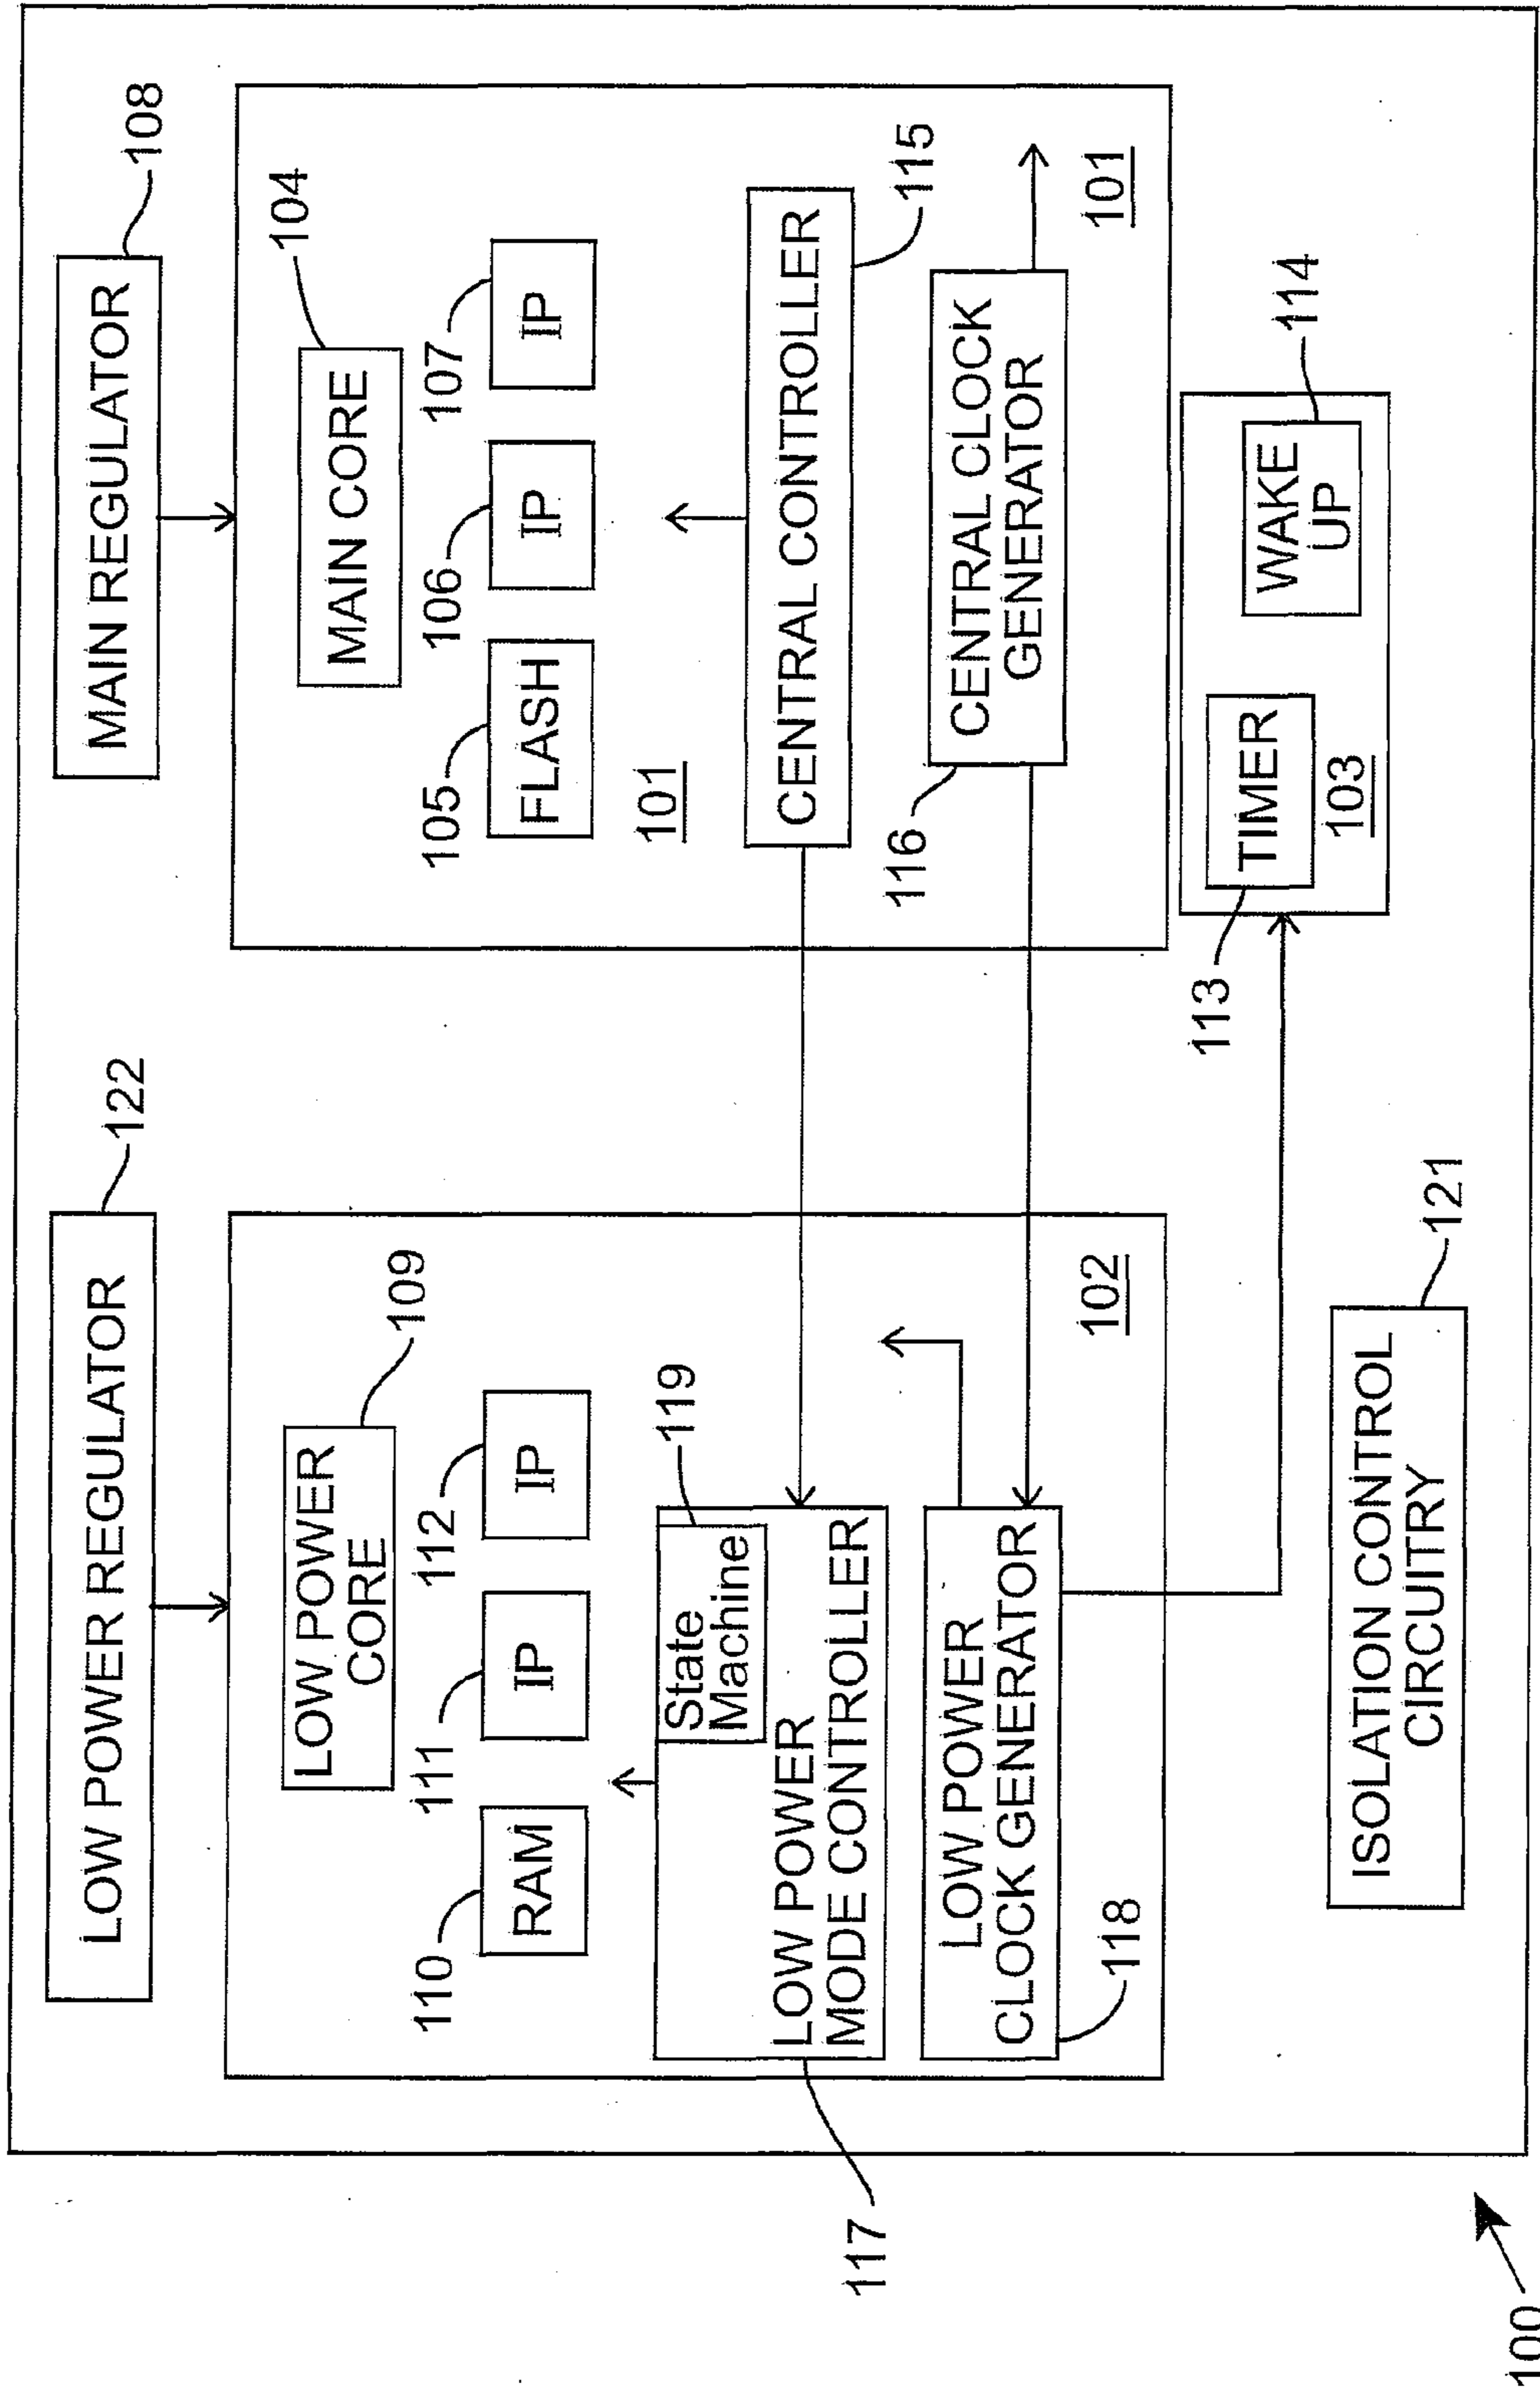 LOW POWER REGULATOR
122
MAIN REGULATOR
108
LOW POWER
CORE
109
MAIN CORE
104
110
111
112
105
106
107
RAM
IP
IP
FLASH
IP
IP
101
State
Machine
119
LOW POWER
MODE CONTROLLER
117
CENTRAL CONTROLLER
115
LOW POWER
CLOCK GENERATOR
118
102
116
CENTRAL CLOCK
GENERATOR
101
113
TIMER
103
WAKE
UP
114
ISOLATION CONTROL
CIRCUITRY
121
100